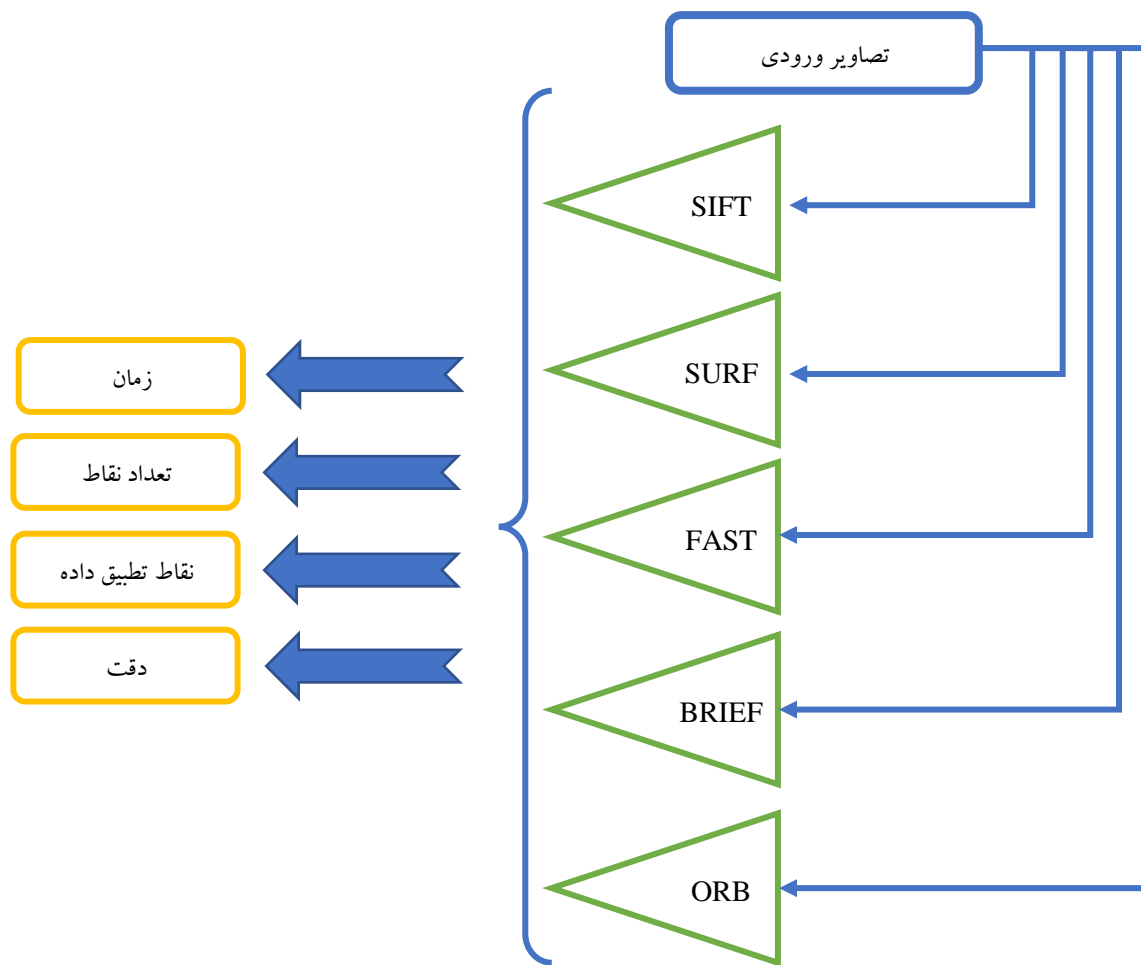 تصاویر ورودی
SIFT
SURF
FAST
BRIEF
ORB
زمان
تعداد نقاط
نقاط تطبیق داده
دقت